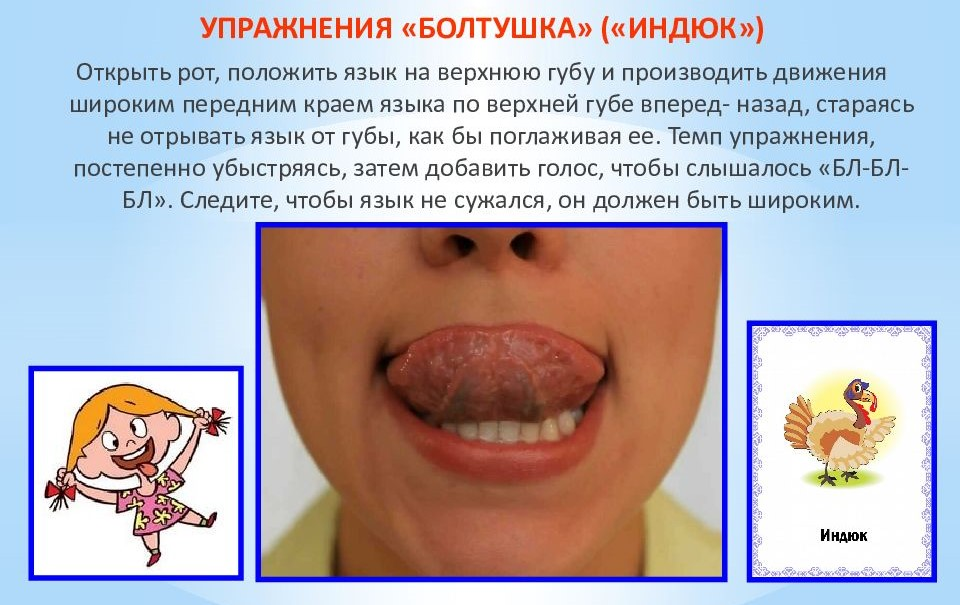 УПРАЖНЕНИЯ «БОЛТУШКА» («ИНДЮК»)
Открыть рот, положить язык на верхнюю губу и производить движения
широким передним краем языка по верхней губе вперед- назад, стараясь
не отрывать язык от губы, как бы поглаживая ее. Темп упражнения,
постепенно убыстряясь, затем добавить голос, чтобы слышалось «БЛ-БЛ-
БЛ». Следите, чтобы язык не сужался, он должен быть широким.
Индюк